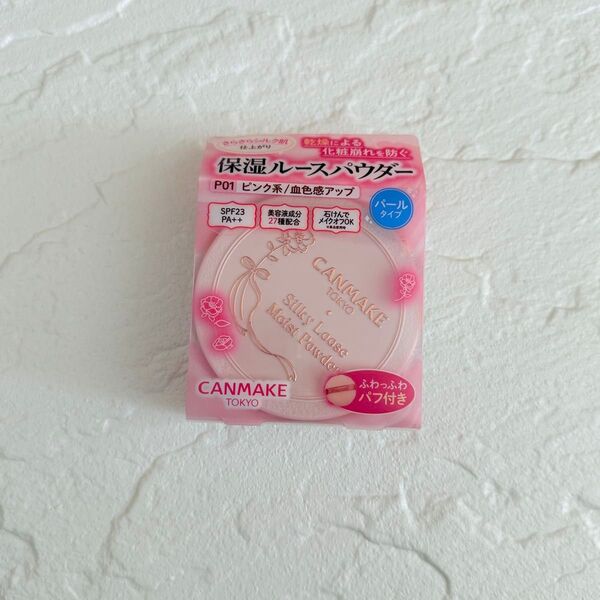 さらさらシルク肌
仕上がり
乾燥による
化粧崩れを防ぐ
保湿ルースパウダー
P01 ピンク系/血色感アップ
SPF23
PA++
美容液成分
27種配合
石けんで
メイクオフOK
パール
タイプ
CANMAKE
TOKYO
Silky Loose
Moist Powder
CANMAKE
TOKYO
ふわっふわ
パフ付き